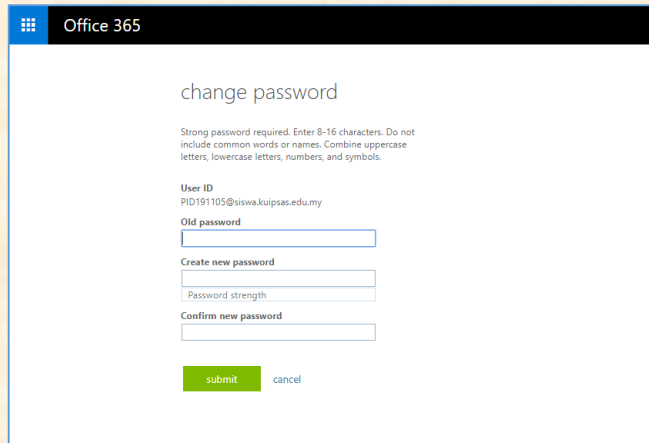 Office 365
change password
Strong password required. Enter 8-16 characters. Do not
include common words or names. Combine uppercase
letters, lowercase letters, numbers, and symbols.
User ID
PID191105@siswa.kuipsas.edu.my
Old password
Create new password
Password strength
Confirm new password
submit cancel